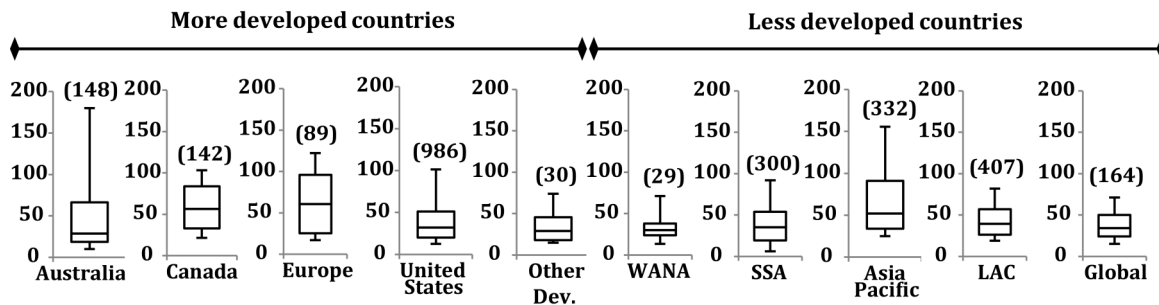 More developed countries
Less developed countries
200 150 100 50 0
(148)
Australia
200 150 100 50 0
(142)
Canada
200 150 100 50 0
(89)
Europe
200 150 100 50 0
(986)
United
States
200 150 100 50 0
(30)
Other
Dev.
200 150 100 50 0
(29)
WANA
200 150 100 50 0
(300)
SSA
200 150 100 50 0
(332)
Asia
Pacific
200 150 100 50 0
(407)
LAC
200 150 100 50 0
(164)
Global